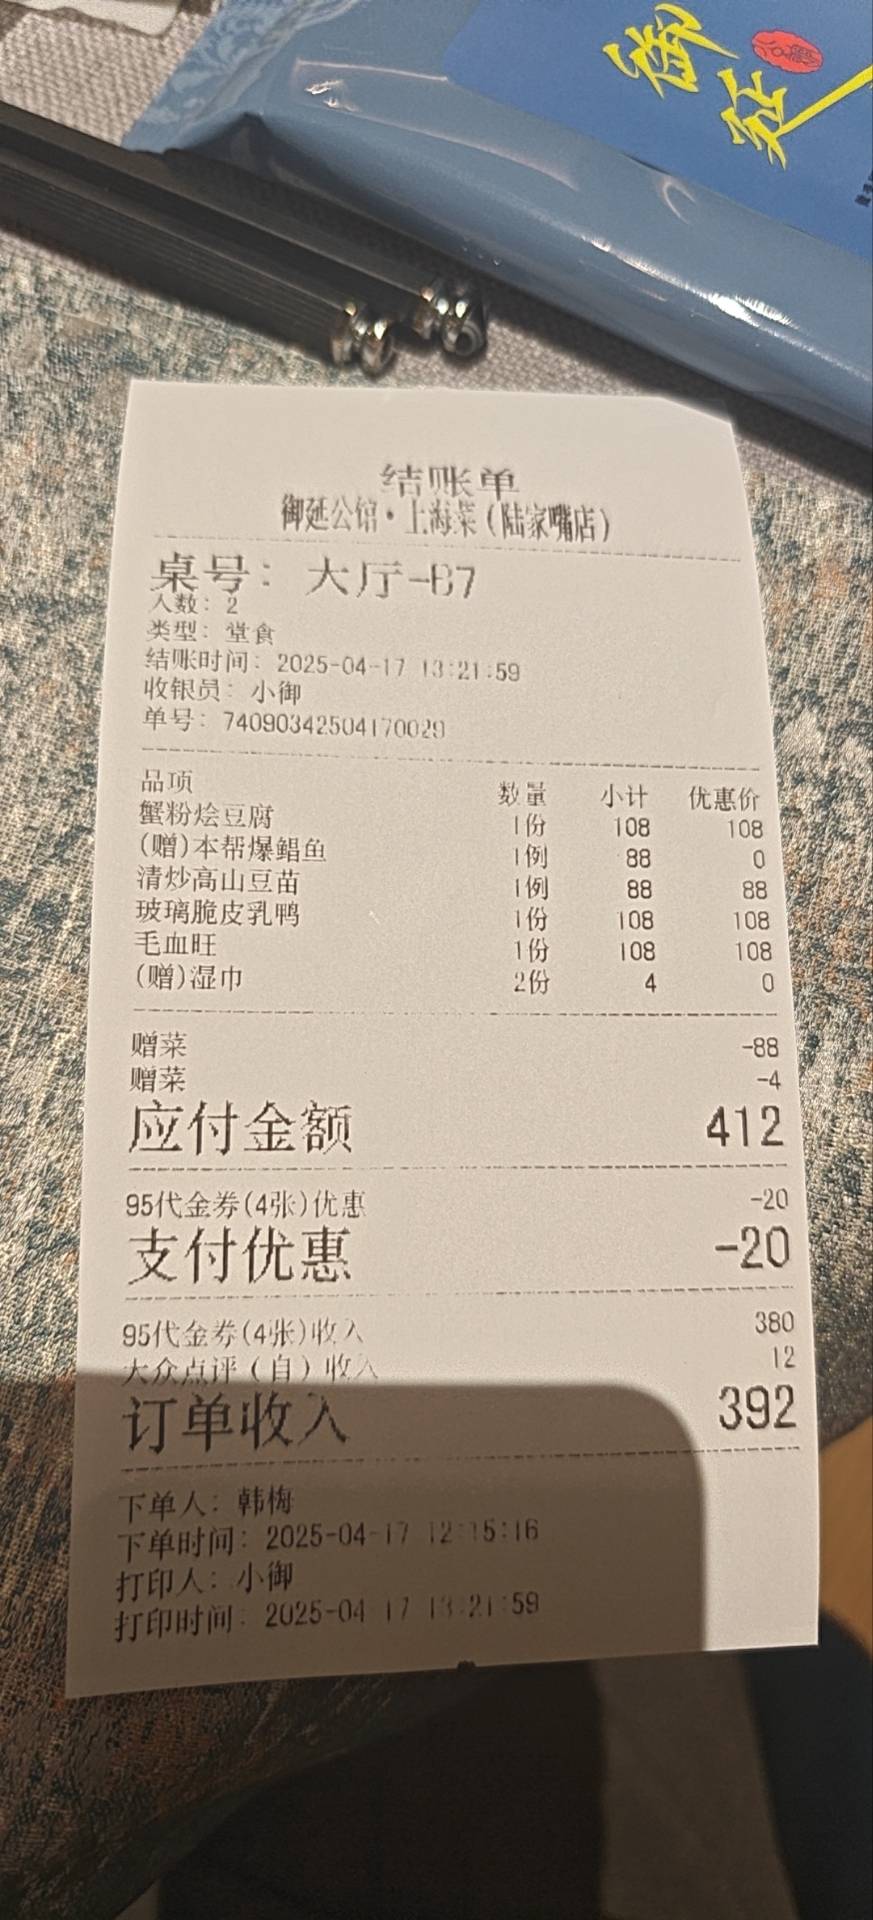 御延
结账单
御延公馆·上海菜(陆家嘴店)
桌号: 大厅-B7
人数: 2
类型: 堂食
结账时间: 2025-04-17 13:21:59
收银员: 小御
单号: 74090342504170029
品项 数量 小计 优惠价
蟹粉烩豆腐 1份 108 108
(赠)本帮爆鲳鱼 1例 88 0
清炒高山豆苗 1例 88 88
玻璃脆皮乳鸭 1份 108 108
毛血旺 1份 108 108
(赠)湿巾 2份 4 0
赠菜 -88
赠菜 -4
应付金额 412
95代金券(4张)优惠 -20
支付优惠 -20
95代金券(4张)收入 380
大众点评(自)收入 12
订单收入 392
下单人: 韩梅
下单时间: 2025-04-17 12:15:16
打印人: 小御
打印时间: 2025-04-17 13:21:59